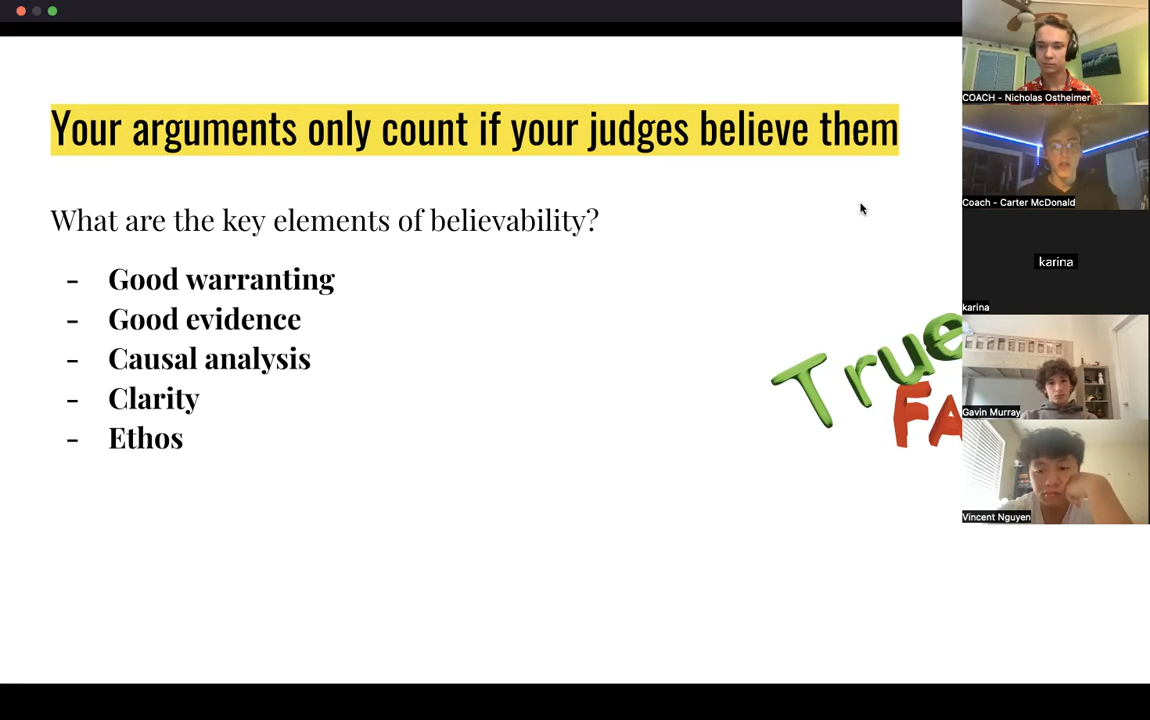 Your arguments only count if your judges believe them
What are the key elements of believability?
- Good warranting
- Good evidence
- Causal analysis
- Clarity
- Ethos
True
FA
COACH - Nicholas Ostheimer
Coach - Carter McDonald
karina
karina
Gavin Murray
Vincent Nguyen